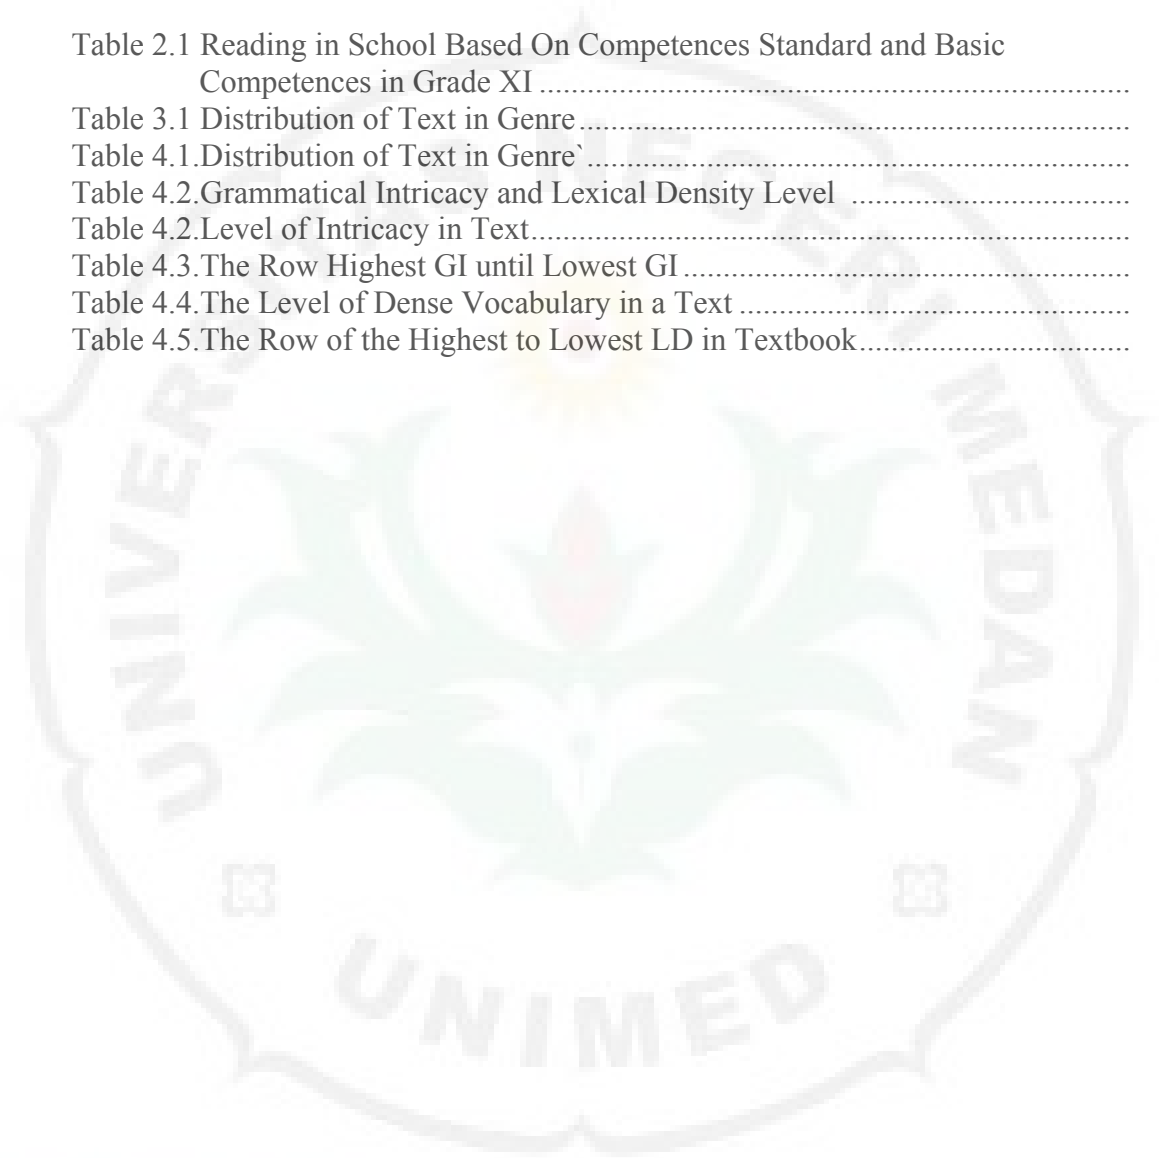 Table 2.1 Reading in School Based On Competences Standard and Basic
Competences in Grade XI ........................................................................
Table 3.1 Distribution of Text in Genre.....................................................................
Table 4.1.Distribution of Text in Genre`....................................................................
Table 4.2.Grammatical Intricacy and Lexical Density Level ...................................
Table 4.2.Level of Intricacy in Text...........................................................................
Table 4.3.The Row Highest GI until Lowest GI ........................................................
Table 4.4.The Level of Dense Vocabulary in a Text .................................................
Table 4.5.The Row of the Highest to Lowest LD in Textbook..................................
UNIVERSITAS NEGERI MEDAN
UNIMED